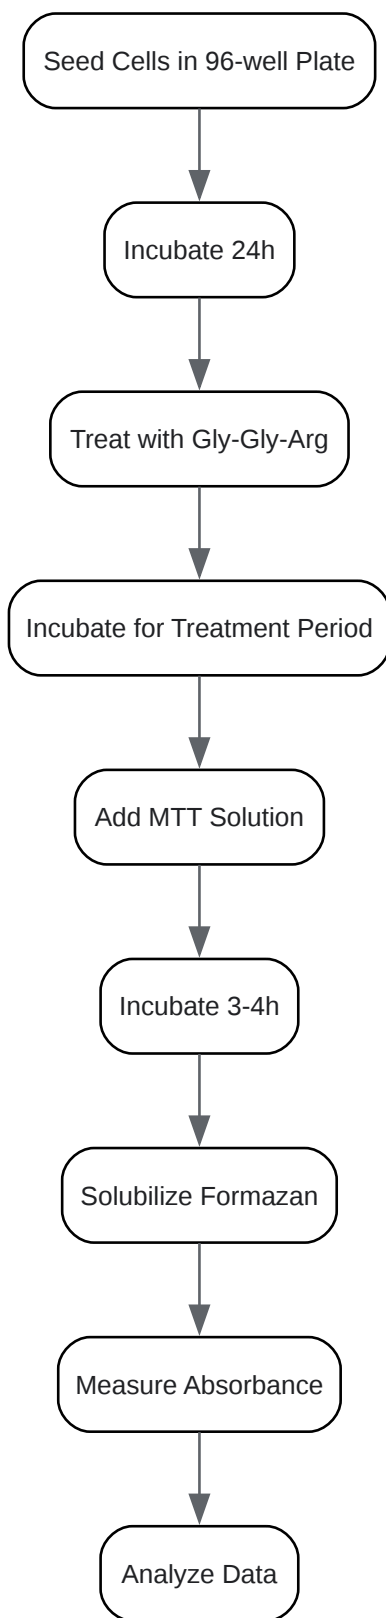 Seed Cells in 96-well Plate
Incubate 24h
Treat with Gly-Gly-Arg
Incubate for Treatment Period
Add MTT Solution
Incubate 3-4h
Solubilize Formazan
Measure Absorbance
Analyze Data